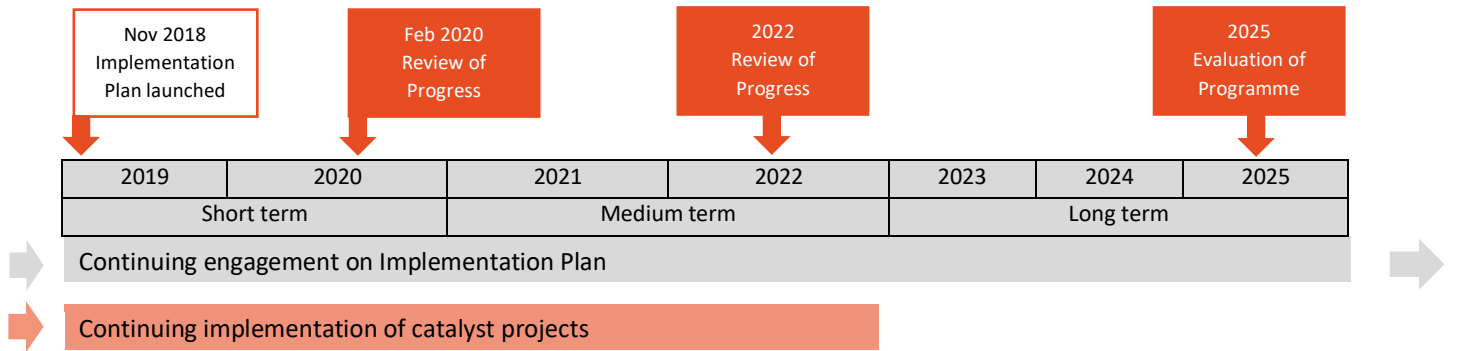 Nov 2018
Implementation
Plan launched
Feb 2020
Review of
Progress
2022
Review of
Progress
2025
Evaluation of
Programme
2019 2020 2021 2022 2023 2024 2025
Short term Medium term Long term
Continuing engagement on Implementation Plan
Continuing implementation of catalyst projects